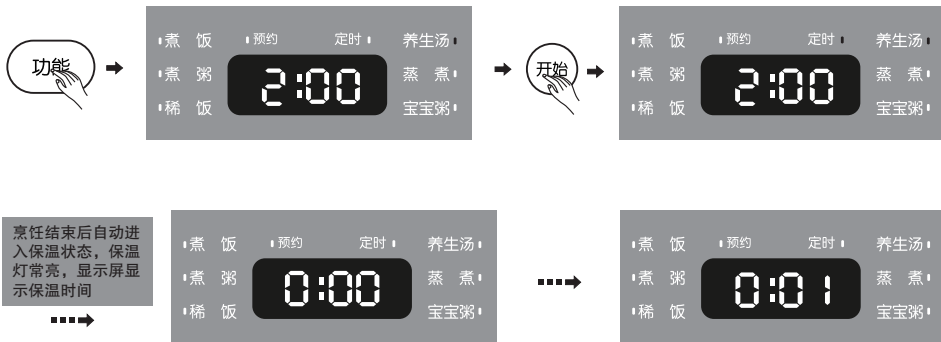 功能
煮 饭
预约 定时
养生汤
煮 粥
2:00
蒸 煮
稀 饭
宝宝粥
开始
煮 饭
预约 定时
养生汤
煮 粥
2:00
蒸 煮
稀 饭
宝宝粥
烹饪结束后自动进
入保温状态，保温
灯常亮，显示屏显
示保温时间
煮 饭
预约 定时
养生汤
煮 粥
0:00
蒸 煮
稀 饭
宝宝粥
煮 饭
预约 定时
养生汤
煮 粥
0:01
蒸 煮
稀 饭
宝宝粥